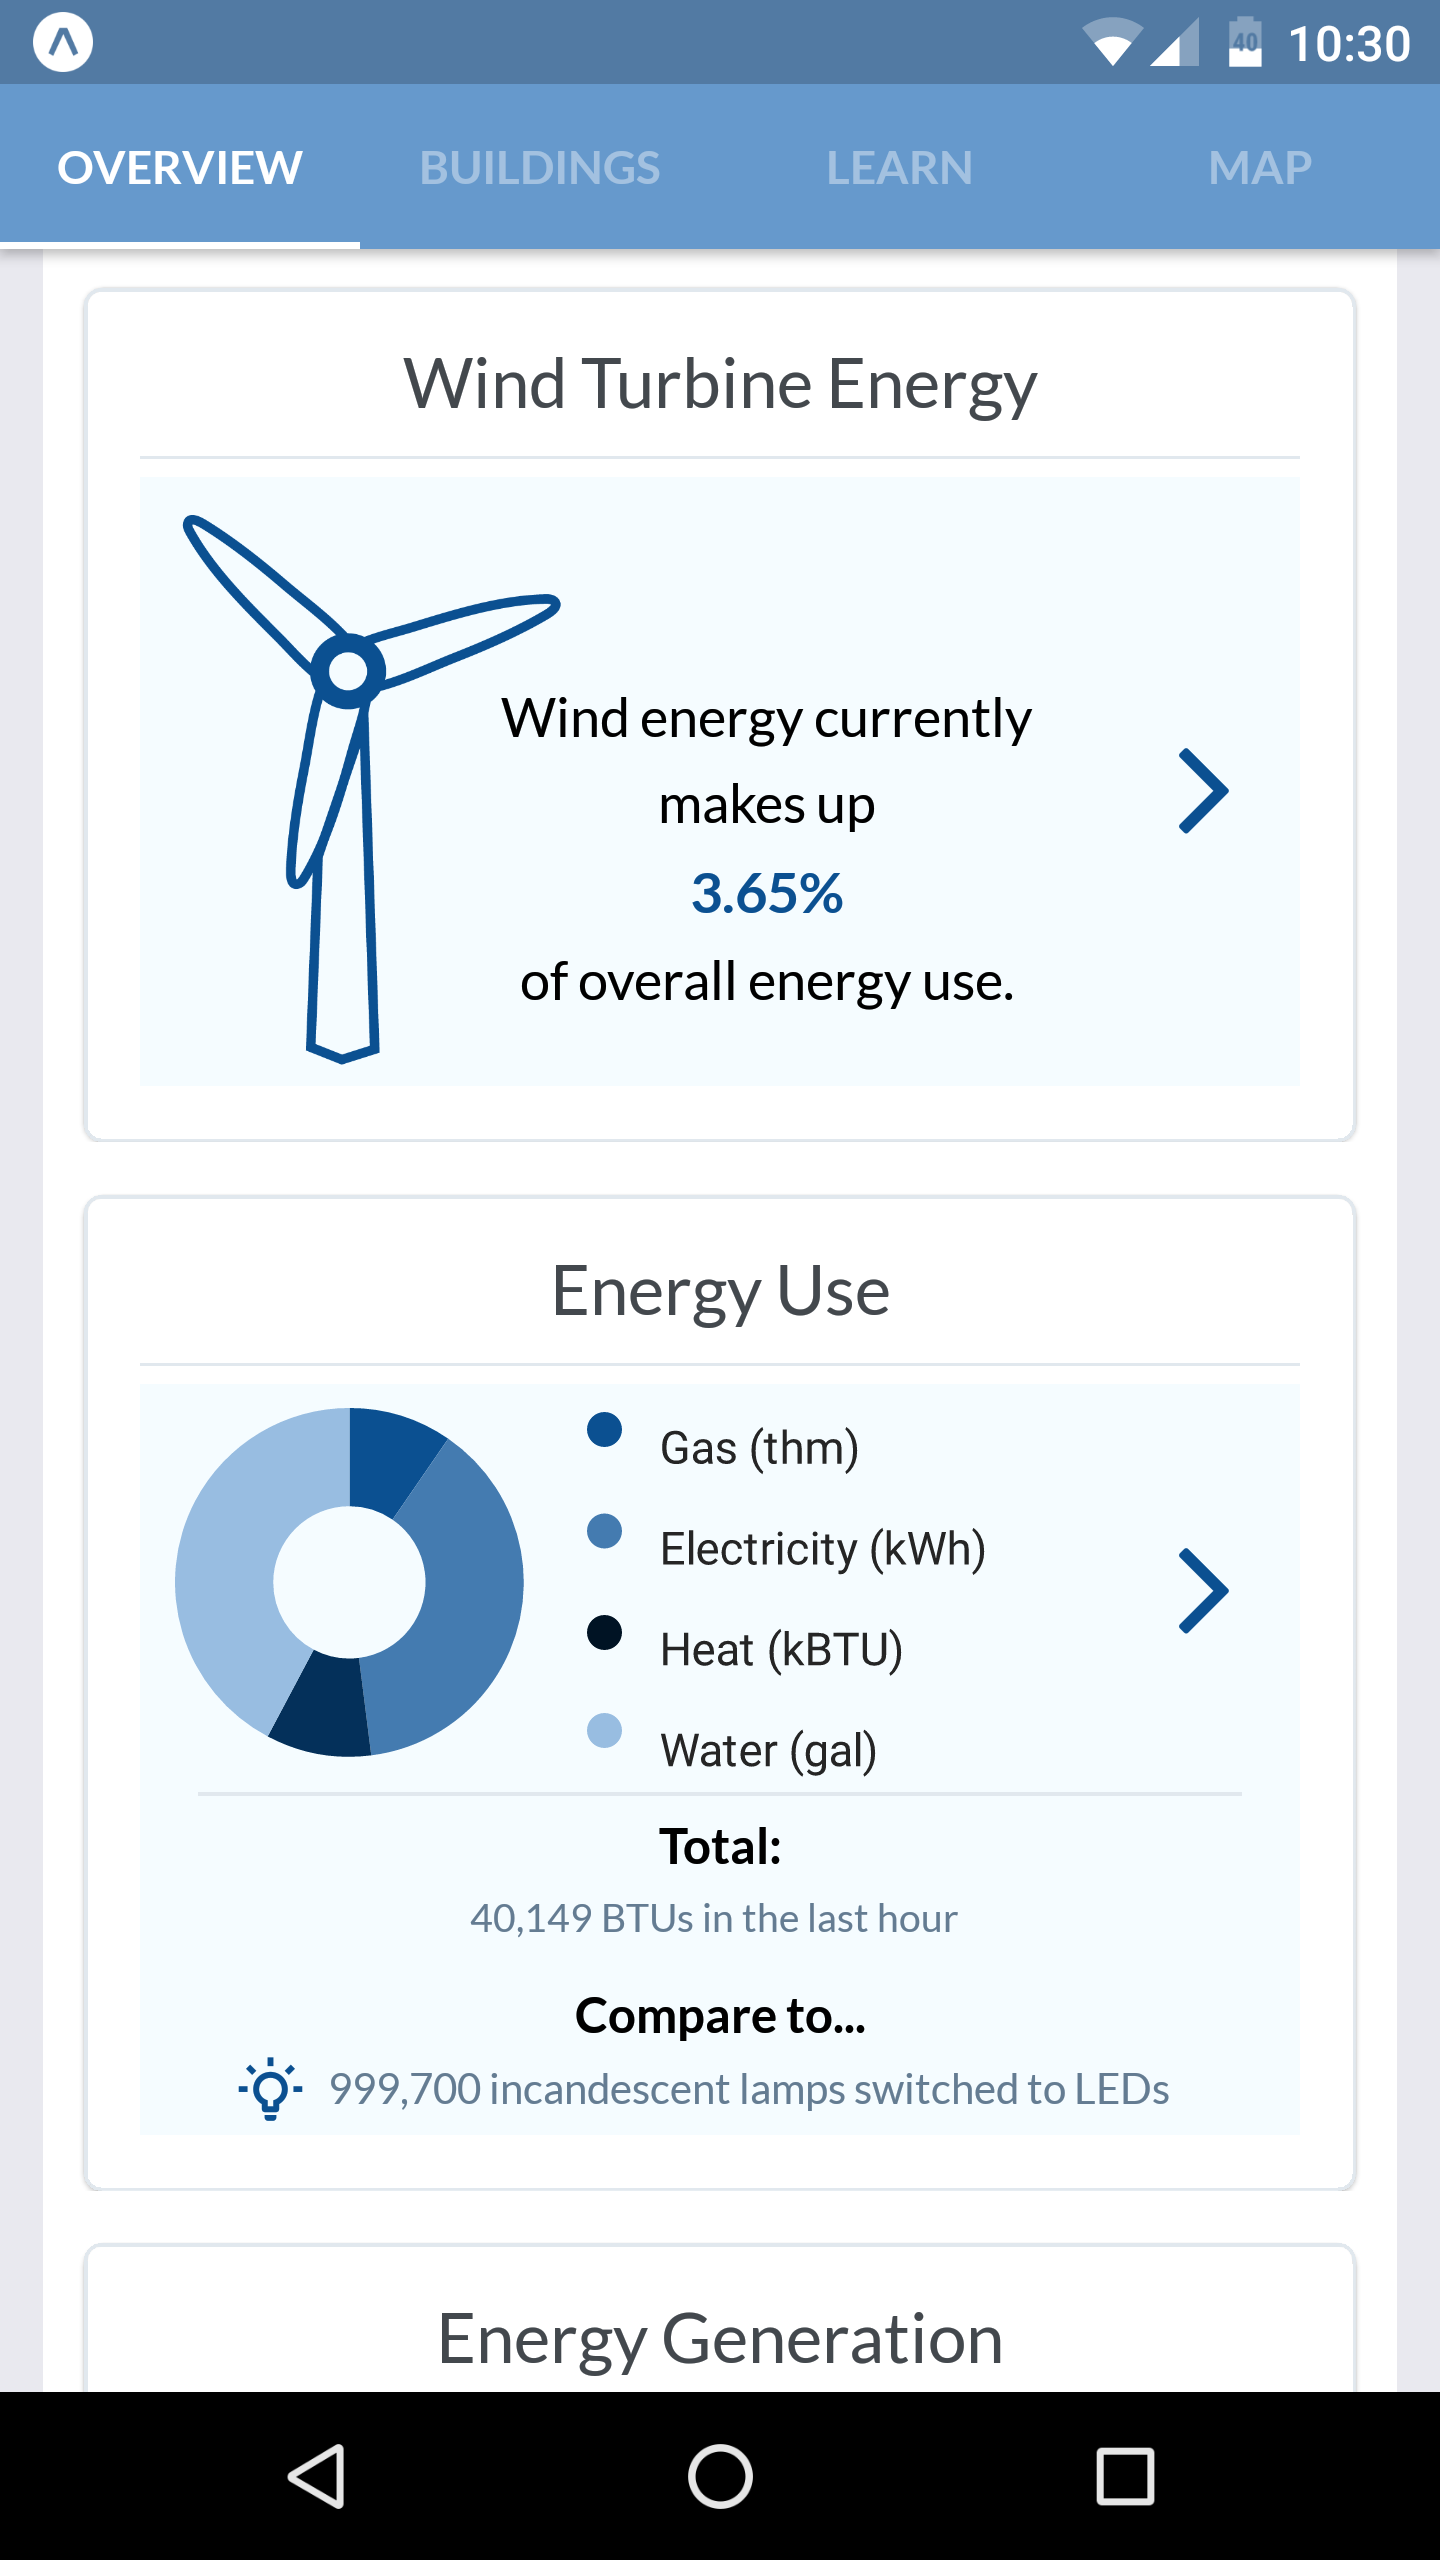 40
10:30
OVERVIEW
BUILDINGS
LEARN
MAP
Wind Turbine Energy
Wind energy currently
makes up
3.65%
of overall energy use.
Energy Use
Gas (thm)
Electricity (kWh)
Heat (kBTU)
Water (gal)
Total:
40,149 BTUs in the last hour
Compare to...
999,700 incandescent lamps switched to LEDs
Energy Generation